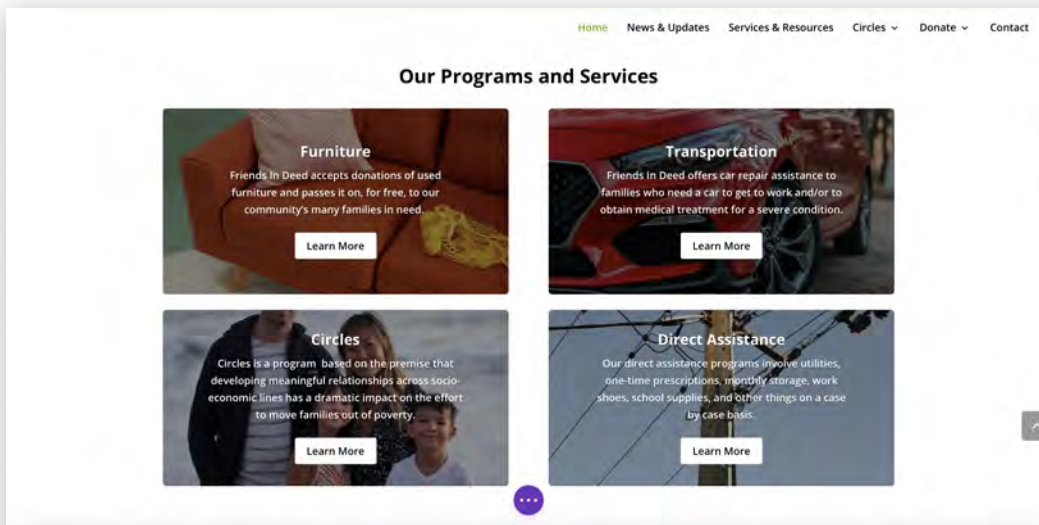 Home News & Updates Services & Resources Circles Donate Contact
Our Programs and Services
Furniture
Friends In Deed accepts donations of used
furniture and passes it on, for free, to our
community's many families in need.
Learn More
Transportation
Friends In Deed offers car repair assistance to
families who need a car to get to work and/or to
obtain medical treatment for a severe condition.
Learn More
Circles
Circles is a program based on the premise that
developing meaningful relationships across socio-
economic lines has a dramatic impact on the effort
to move families out of poverty.
Learn More
Direct Assistance
Our direct assistance programs involve utilities,
one-time prescriptions, monthly storage, work
shoes, school supplies, and other things on a case
by case basis.
Learn More